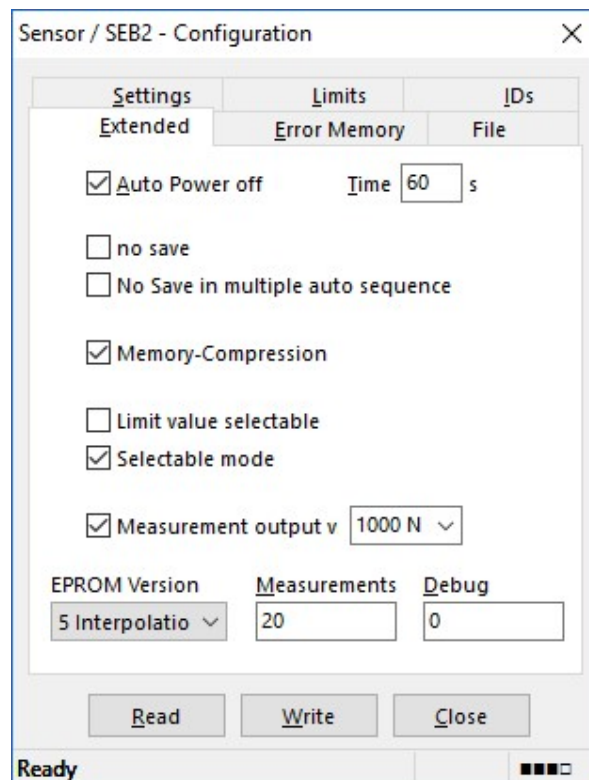 Sensor / SEB2 - Configuration
Settings Limits IDs
Extended Error Memory File
Auto Power off Time 60 s
no save
No Save in multiple auto sequence
Memory-Compression
Limit value selectable
Selectable mode
Measurement output v 1000 N
EPROM Version Measurements Debug
5 Interpolatio 20 0
Read Write Close
Ready